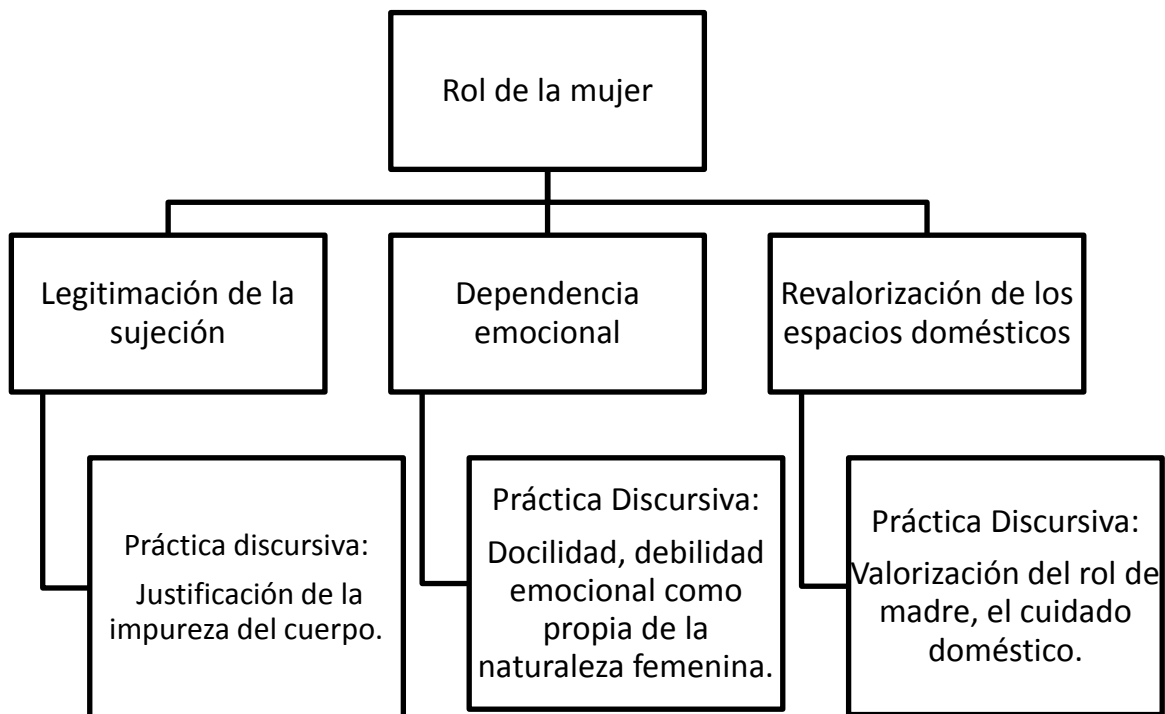 Rol de la mujer
Legitimación de la
sujeción
Dependencia
emocional
Revalorización de los
espacios domésticos
Práctica discursiva:
Justificación de la
impureza del cuerpo.
Práctica Discursiva:
Docilidad, debilidad
emocional como
propia de la
naturaleza femenina.
Práctica Discursiva:
Valorización del rol de
madre, el cuidado
doméstico.